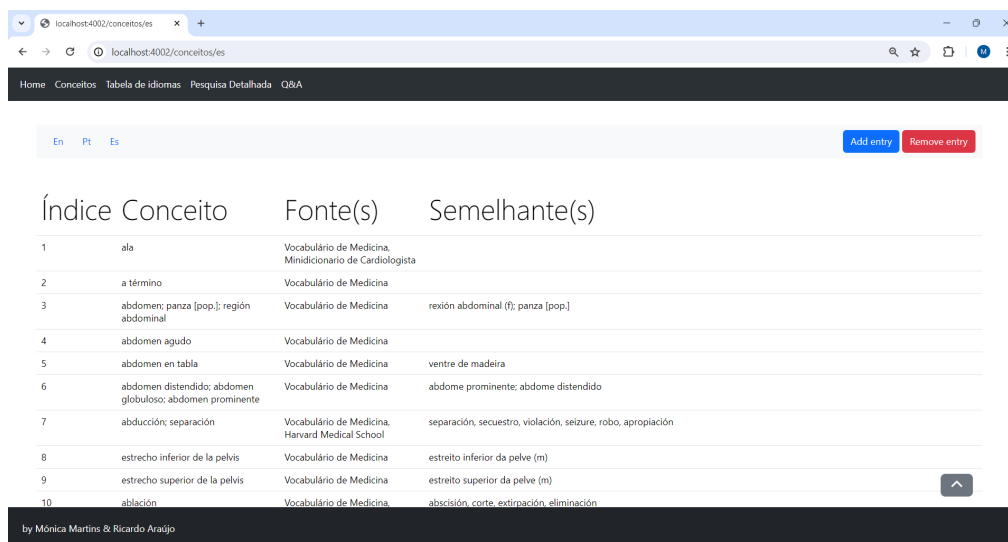 localhost:4002/conceitos/es
localhost:4002/conceitos/es
M
Home Conceitos Tabela de idiomas Pesquisa Detalhada Q&A
En Pt Es Add entry Remove entry
Índice Conceito Fonte(s) Semelhante(s)
1 ala Vocabulário de Medicina,
Minidicionario de Cardiologista
2 a término Vocabulário de Medicina
3 abdomen; panza [pop.]; región Vocabulário de Medicina rexión abdominal (f); panza [pop.]
abdominal
4 abdomen agudo Vocabulário de Medicina
5 abdomen en tabla Vocabulário de Medicina ventre de madeira
6 abdomen distendido; abdomen Vocabulário de Medicina abdome prominente; abdome distendido
globuloso; abdomen prominente
7 abducción; separación Vocabulário de Medicina, separación, secuestro, violación, seizure, robo, apropiación
Harvard Medical School
8 estrecho inferior de la pelvis Vocabulário de Medicina estreito inferior da pelve (m)
9 estrecho superior de la pelvis Vocabulário de Medicina estreito superior da pelve (m)
10 ablación Vocabulário de Medicina, abscisión, corte, extirpación, eliminación
by Mónica Martins & Ricardo Araújo